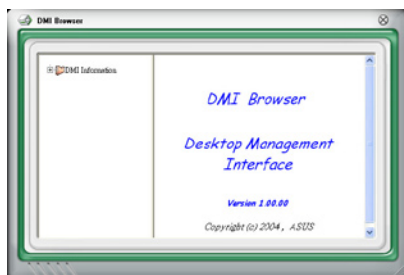 DMI Browser
DMI Information
DMI Browser
Desktop Management
Interface
Version 1.00.00
Copyright (c) 2004, ASUS